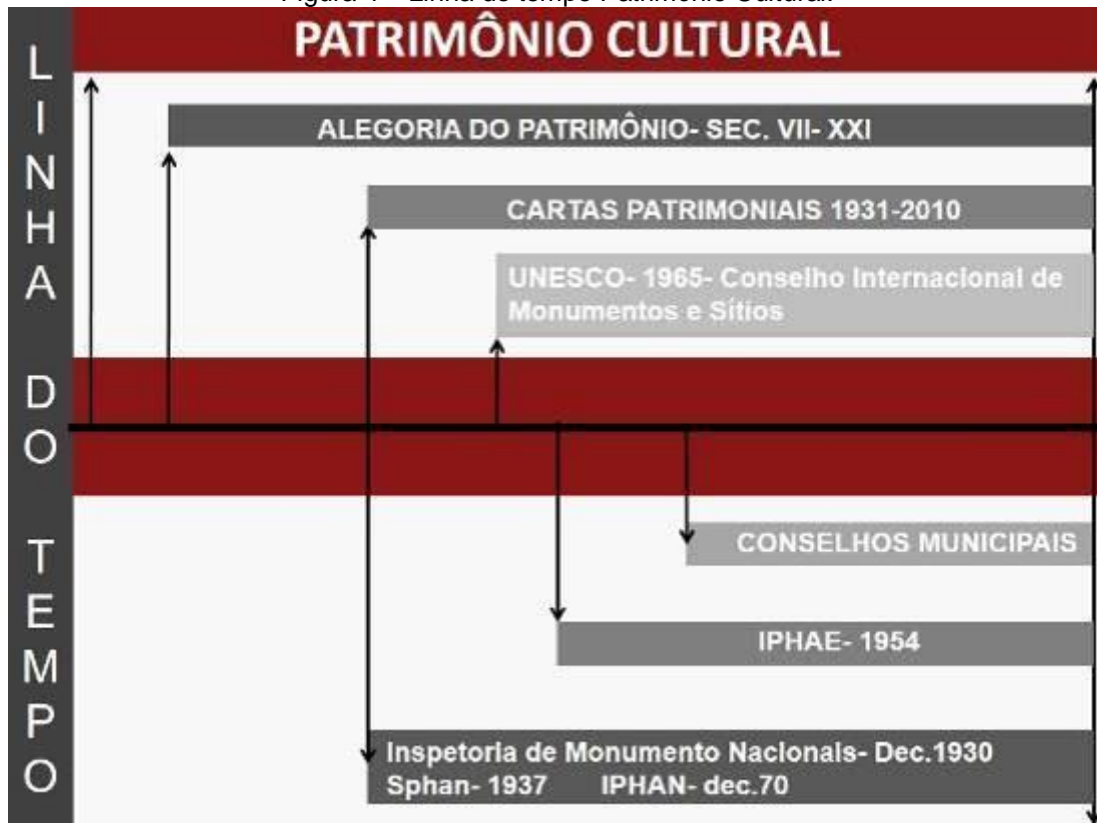 PATRIMÔNIO CULTURAL
LINHA DO TEMPO
ALEGORIA DO PATRIMÔNIO- SEC. VII- XXI
CARTAS PATRIMONIAIS 1931-2010
UNESCO- 1965- Conselho Internacional de
Monumentos e Sítios
CONSELHOS MUNICIPAIS
IPHAE- 1954
Inspetoria de Monumento Nacionais- Dec.1930
Sphan- 1937 IPHAN- dec.70